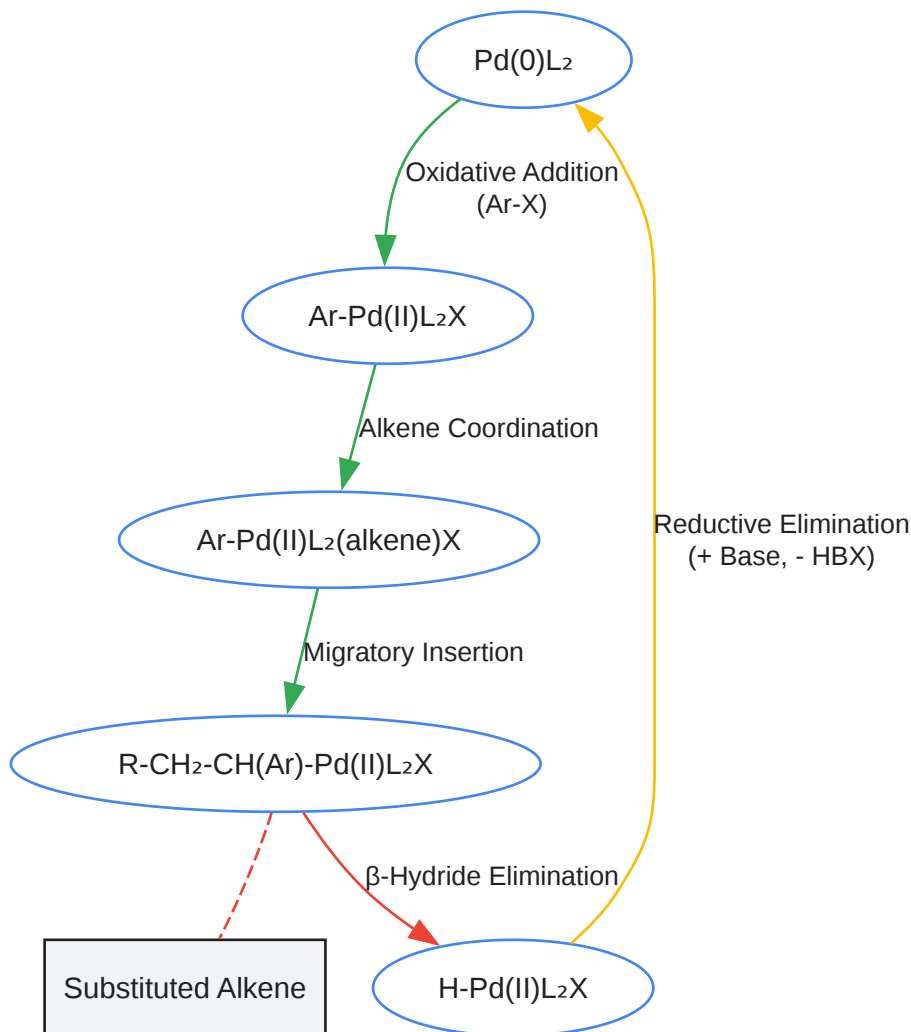 Pd(0)L₂
Oxidative Addition
(Ar-X)
Ar-Pd(II)L₂X
Alkene Coordination
Ar-Pd(II)L₂(alkene)X
Reductive Elimination
(+ Base, - HBX)
Migratory Insertion
R-CH₂-CH(Ar)-Pd(II)L₂X
β-Hydride Elimination
Substituted Alkene
H-Pd(II)L₂X